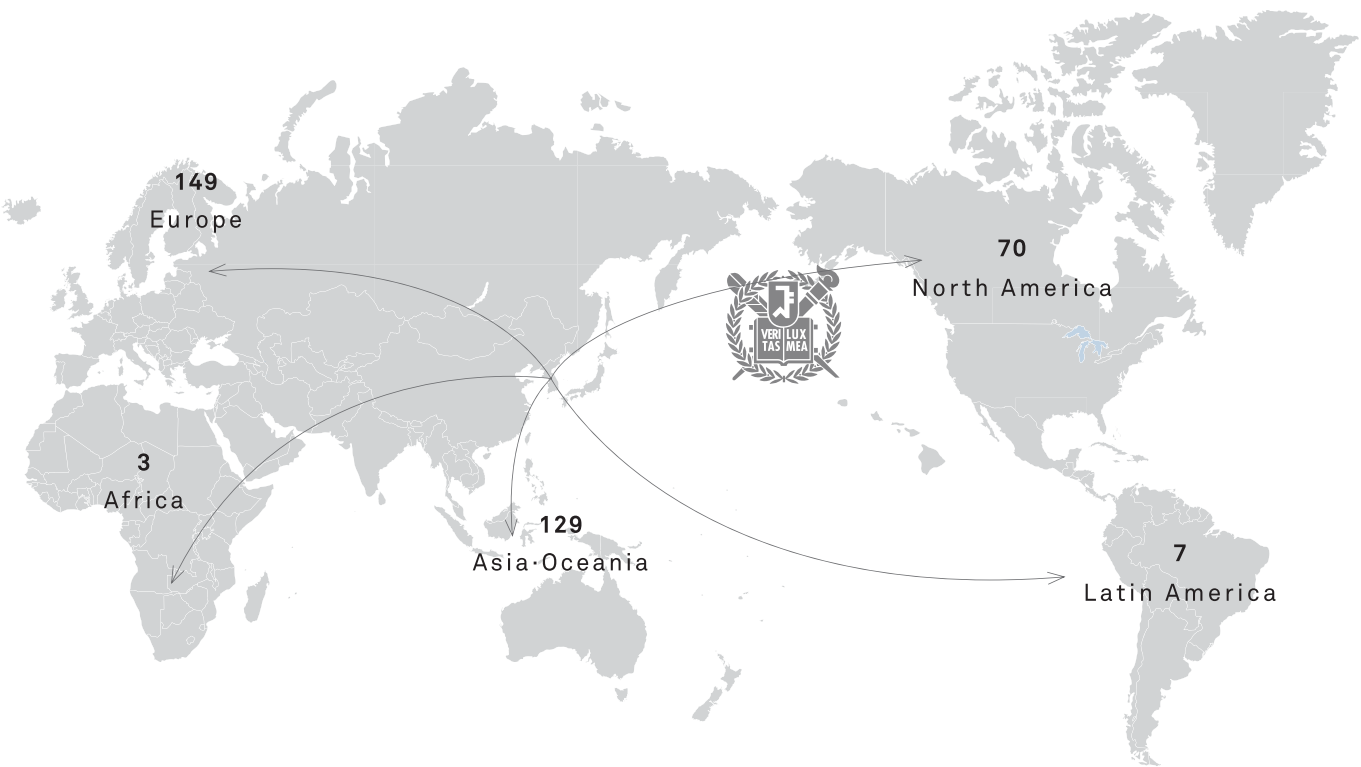 149
Europe
70
North America
VERI LUX
TAS MEA
3
Africa
129
Asia·Oceania
7
Latin America